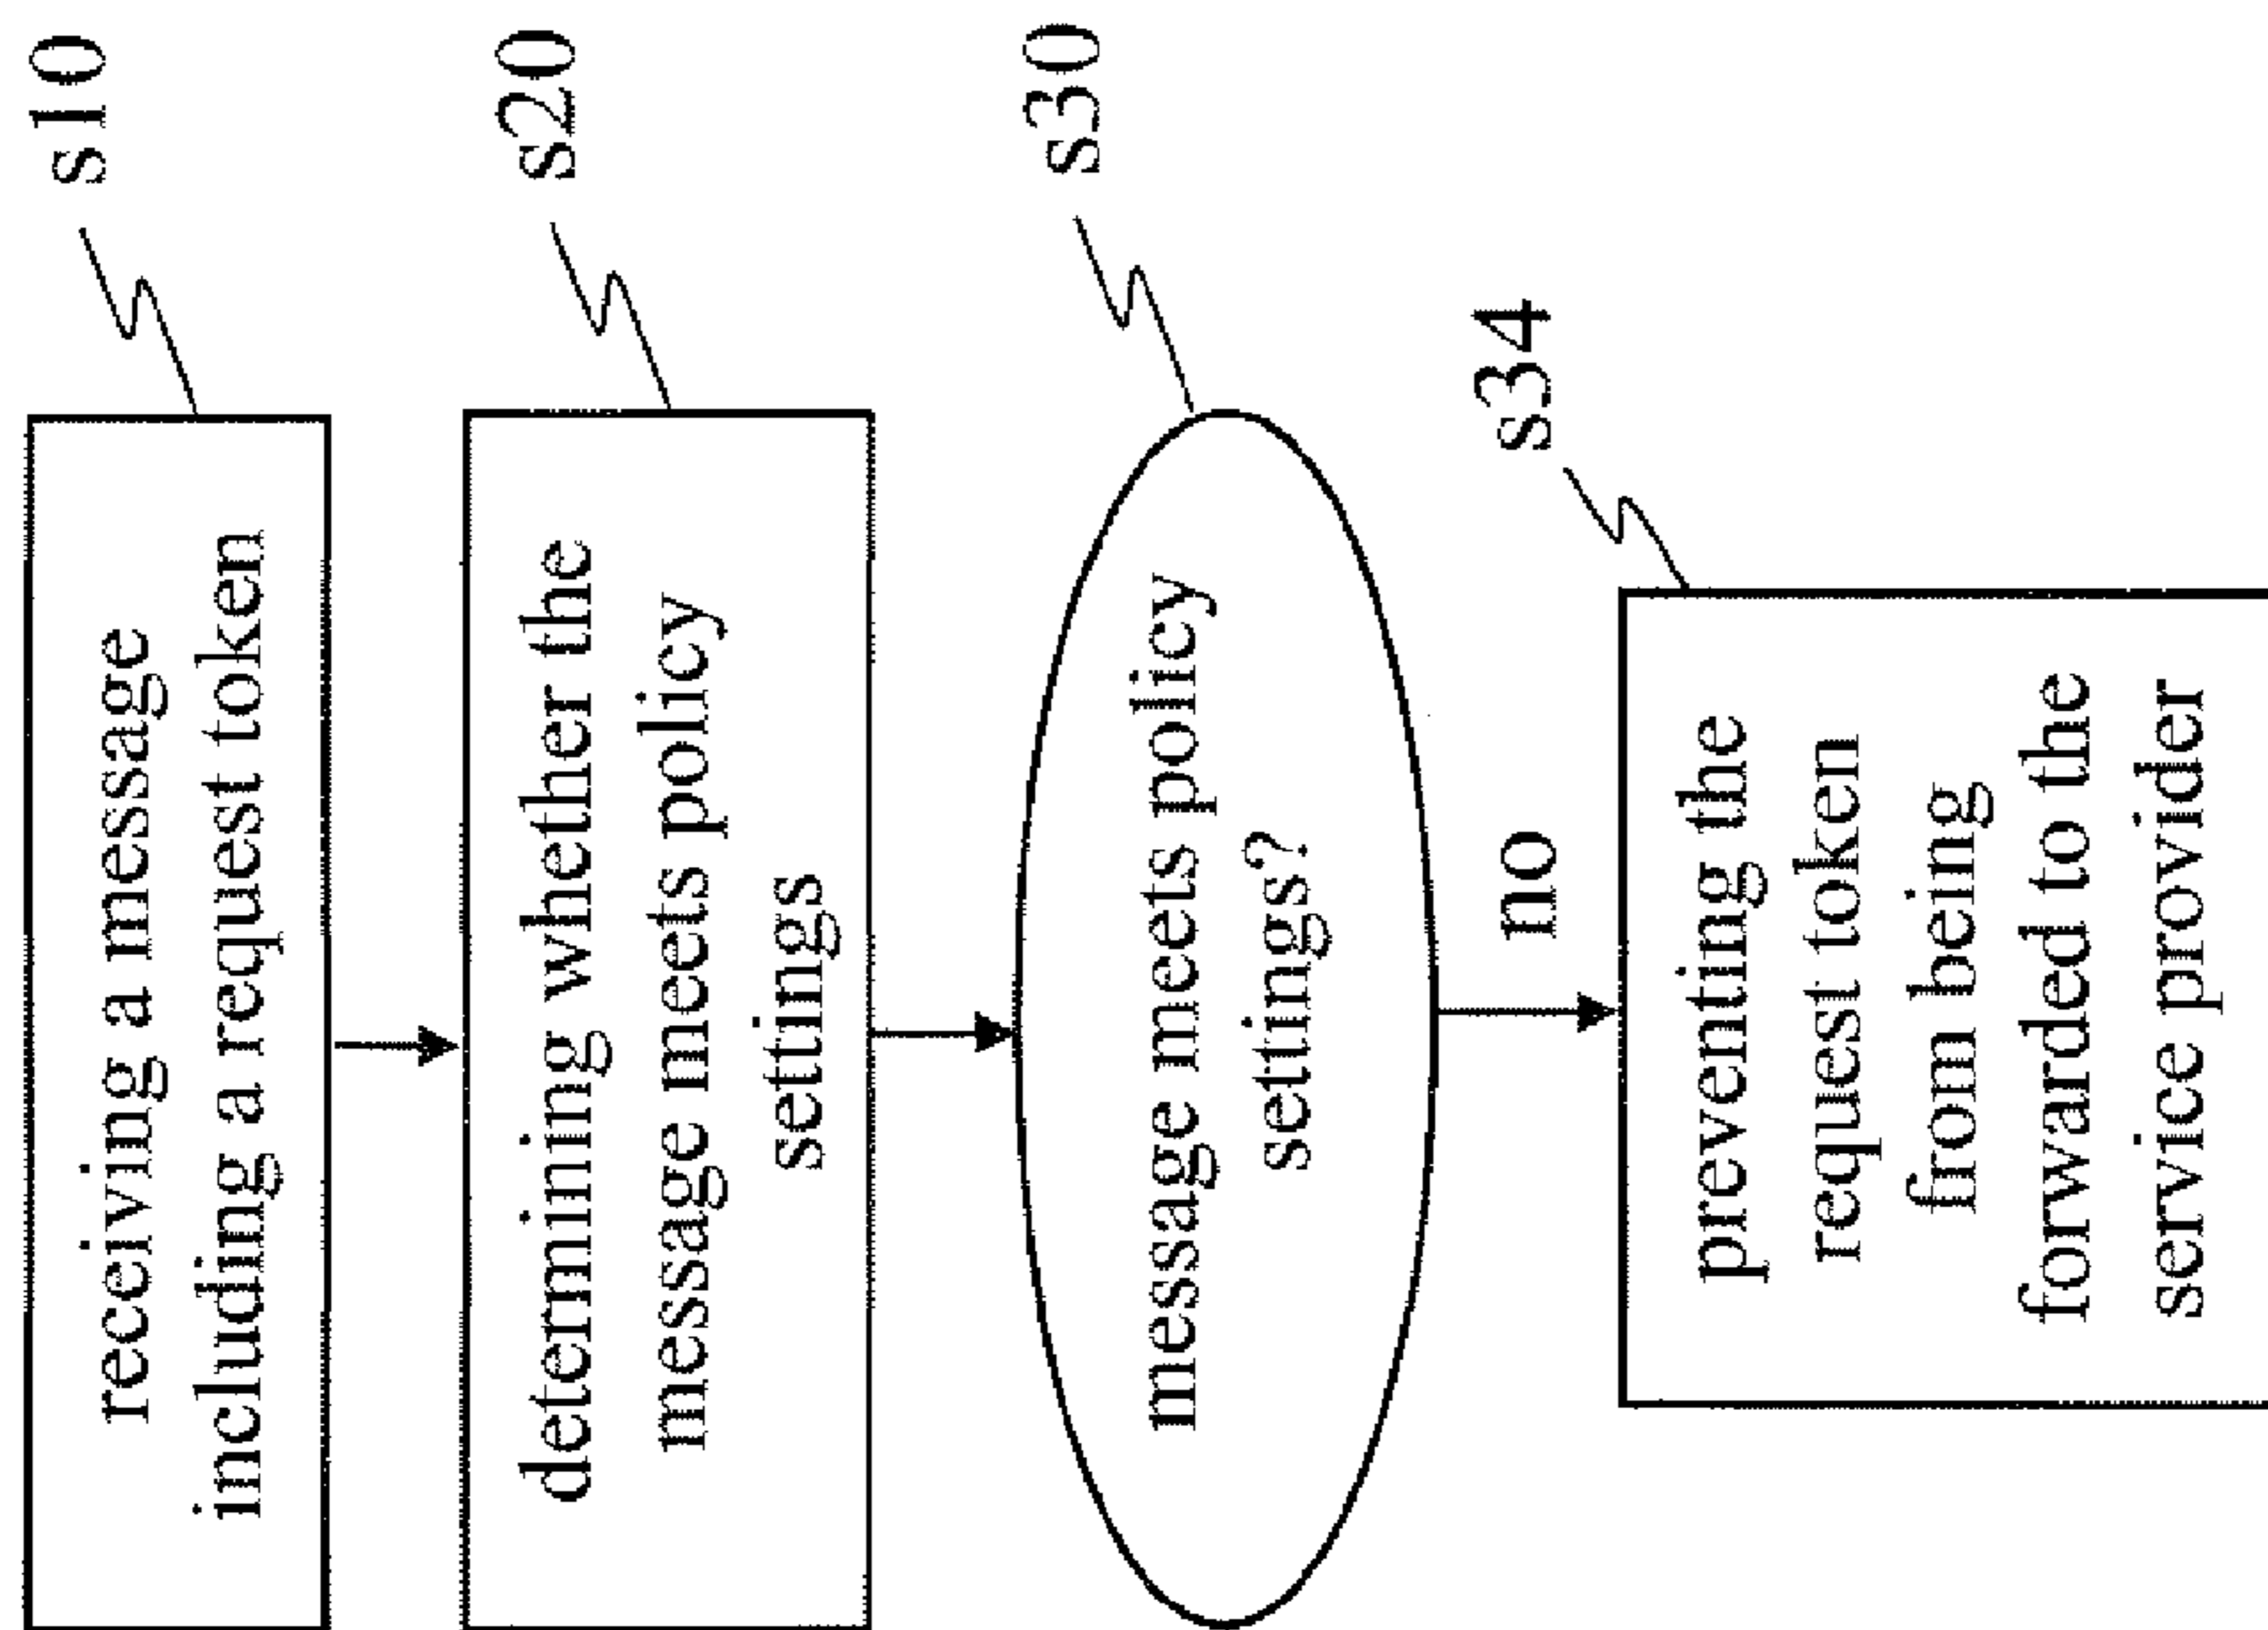 receiving a message
including a request token
s10
determining whether the
message meets policy
settings
s20
message meets policy
settings?
s30
no
preventing the
request token
from being
forwarded to the
service provider
s34